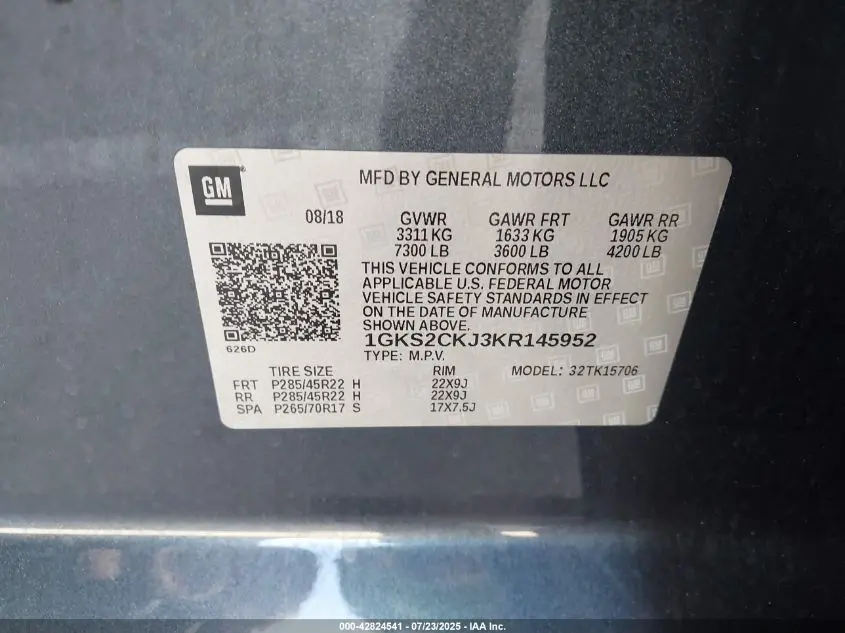 GM
MFD BY GENERAL MOTORS LLC
08/18 GVWR GAWR FRT GAWR RR
3311 KG 1633 KG 1905 KG
7300 LB 3600 LB 4200 LB
THIS VEHICLE CONFORMS TO ALL
APPLICABLE U.S. FEDERAL MOTOR
VEHICLE SAFETY STANDARDS IN EFFECT
ON THE DATE OF MANUFACTURE
SHOWN ABOVE.
626D
1GKS2CKJ3KR145952
TYPE: M.P.V.
TIRE SIZE RIM MODEL: 32TK15706
FRT P285/45R22 H 22X9J
RR P285/45R22 H 22X9J
SPA P265/70R17 S 17X7.5J
000-42824541 - 07/23/2025 - IAA Inc.